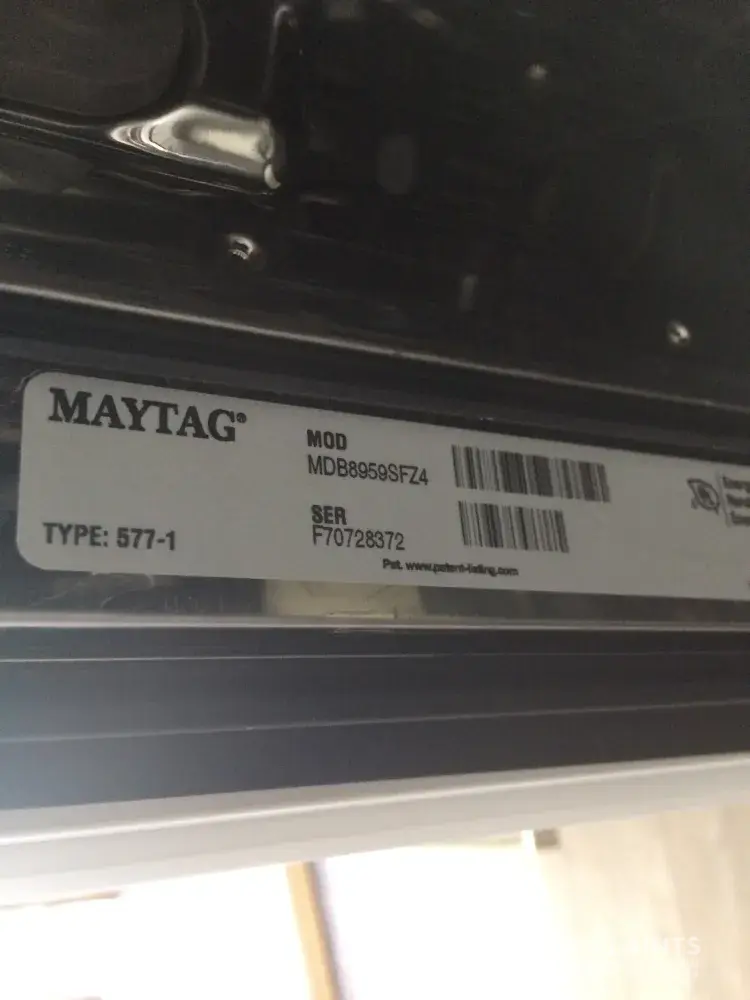 MAYTAG®
MOD
MDB8959SFZ4
SER
F70728372
TYPE: 577-1
Pat. www.patent-listing.com